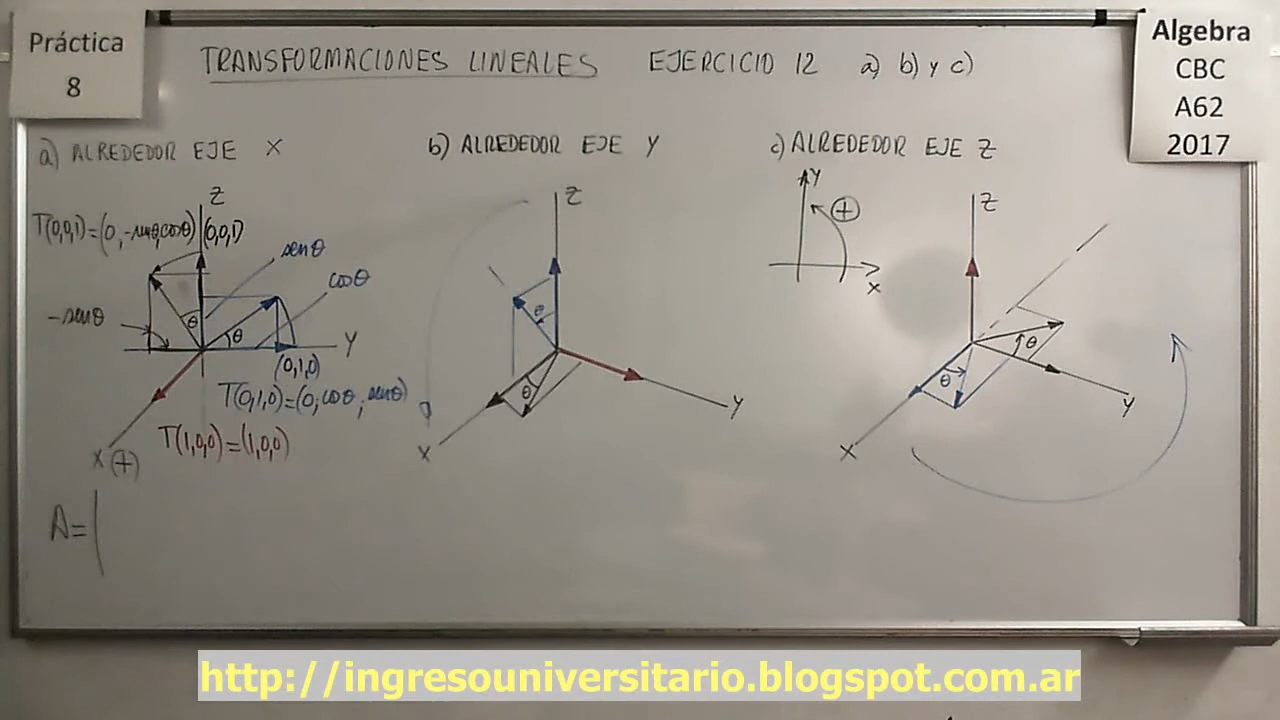 Práctica
8
TRANSFORMACIONES LINEALES EJERCICIO 12 a) b) y c)
Algebra
CBC
A62
2017
a) ALREDEDOR EJE X
Z
T(0,0,1)=(0,-senθ,cosθ) (0,0,1)
senθ
cosθ
-senθ
θ
θ
Y
(0,1,0)
T(0,1,0)=(0,cosθ,senθ)
T(1,0,0)=(1,0,0)
X (+)
A=(
b) ALREDEDOR EJE Y
Z
θ
θ
Y
X
c) ALREDEDOR EJE Z
Y
+
X
Z
θ
θ
Y
X
http://ingresouniversitario.blogspot.com.ar